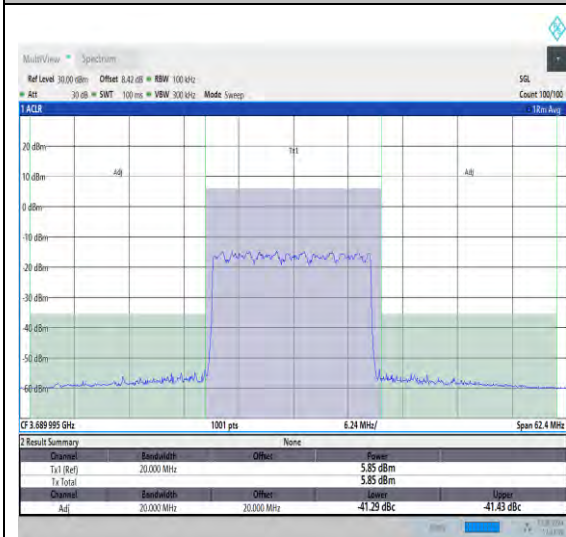 MultiView Spectrum
Ref Level 30.00 dBm Offset 8.42 dB RBW 100 kHz SGL
Att 30 dB SWT 100 ms VBW 300 kHz Mode Sweep Count 100/100
1 ACLR 1Rm Avg
20 dBm
Tx1
10 dBm Adj Adj
0 dBm
-10 dBm
-20 dBm
-30 dBm
-40 dBm
-50 dBm
-60 dBm
CF 3.689 995 GHz 1001 pts 6.24 MHz/ Span 62.4 MHz
2 Result Summary None
Channel Bandwidth Offset Power
Tx1 (Ref) 20.000 MHz 5.85 dBm
Tx Total 5.85 dBm
Channel Bandwidth Offset Lower Upper
Adj 20.000 MHz 20.000 MHz -41.29 dBc -41.43 dBc